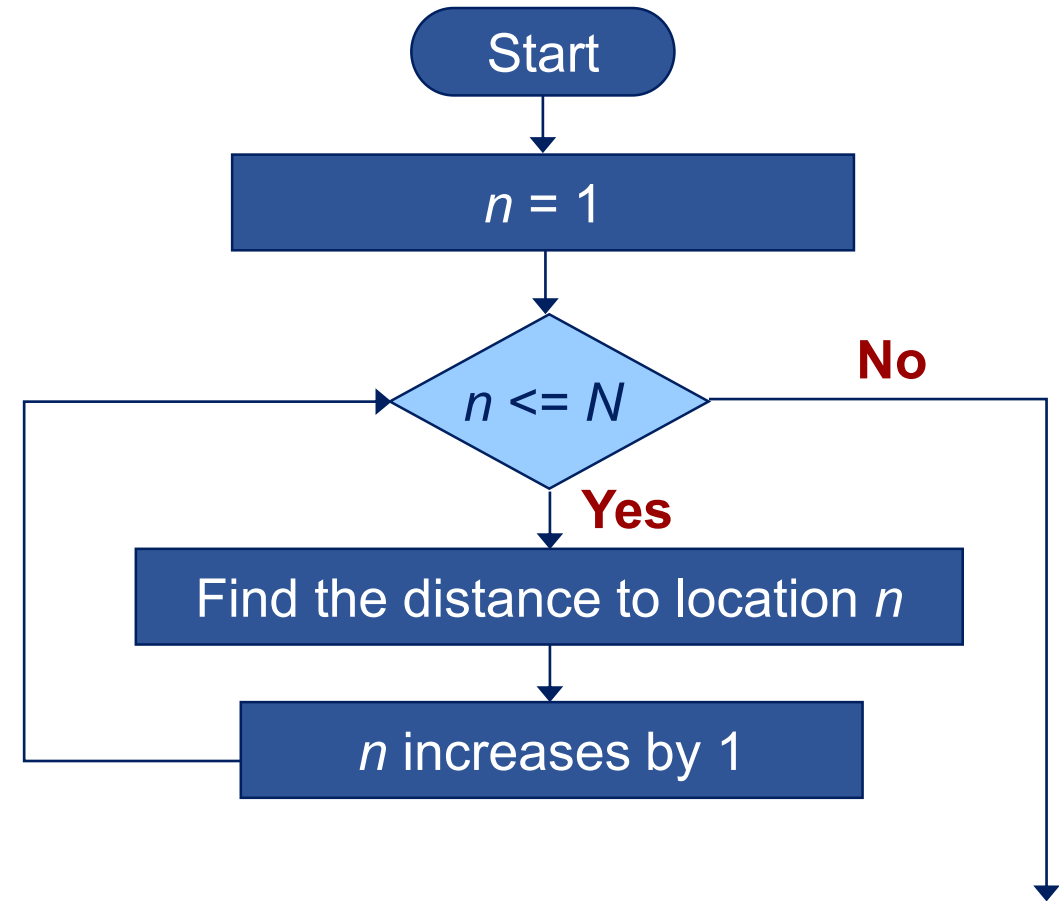 Start
n = 1
n <= N
No
Yes
Find the distance to location n
n increases by 1